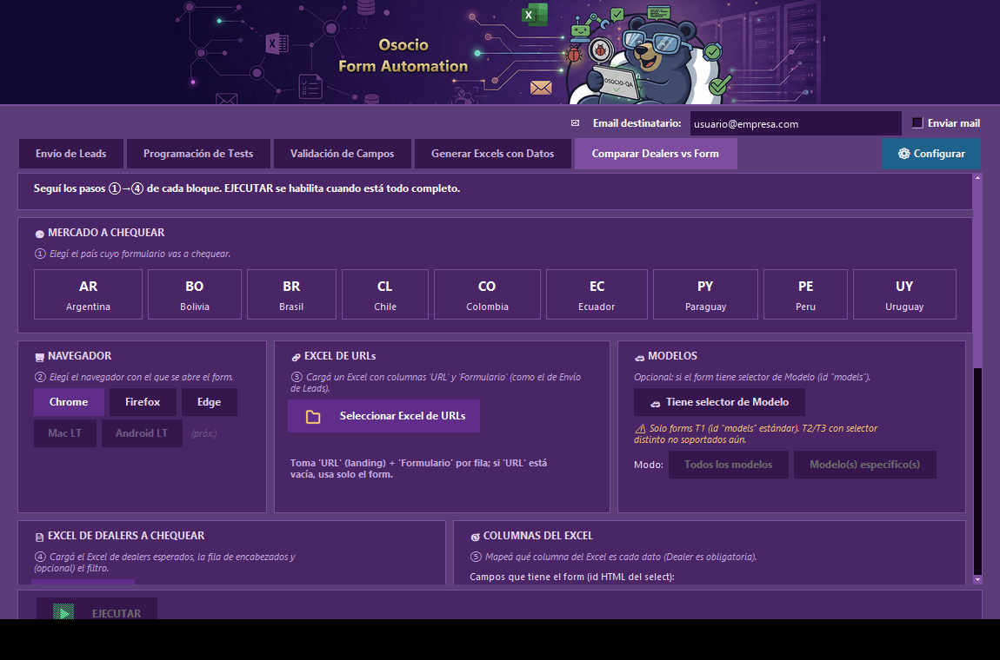 Osocio
Form Automation
OSOCIO-QA
Email destinatario:
usuario@empresa.com
Enviar mail
Envío de Leads
Programación de Tests
Validación de Campos
Generar Excels con Datos
Comparar Dealers vs Form
Configurar
Seguí los pasos ①→④ de cada bloque. EJECUTAR se habilita cuando está todo completo.
MERCADO A CHEQUEAR
① Elegí el país cuyo formulario vas a chequear.
AR
Argentina
BO
Bolivia
BR
Brasil
CL
Chile
CO
Colombia
EC
Ecuador
PY
Paraguay
PE
Peru
UY
Uruguay
NAVEGADOR
② Elegí el navegador con el que se abre el form.
Chrome
Firefox
Edge
Mac LT
Android LT
(próx.)
EXCEL DE URLs
③ Cargá un Excel con columnas 'URL' y 'Formulario' (como el de Envío
de Leads).
Seleccionar Excel de URLs
Toma 'URL' (landing) + 'Formulario' por fila; si 'URL' está
vacía, usa solo el form.
MODELOS
Opcional: si el form tiene selector de Modelo (id "models").
Tiene selector de Modelo
⚠ Solo forms T1 (id "models" estándar). T2/T3 con selector
distinto no soportados aún.
Modo:
Todos los modelos
Modelo(s) específico(s)
EXCEL DE DEALERS A CHEQUEAR
④ Cargá el Excel de dealers esperados, la fila de encabezados y
(opcional) el filtro.
COLUMNAS DEL EXCEL
⑤ Mapeá qué columna del Excel es cada dato (Dealer es obligatoria).
Campos que tiene el form (id HTML del select):
EJECUTAR